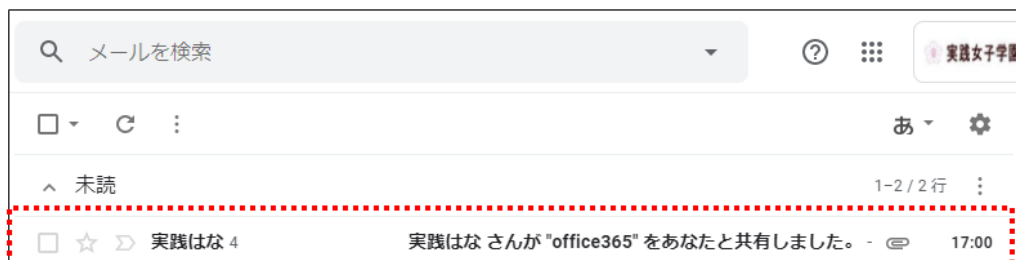 メールを検索
実践女子学園
あ
未読 1–2 / 2 行
実践はな 4 実践はな さんが "office365" をあなたと共有しました。 - 17:00